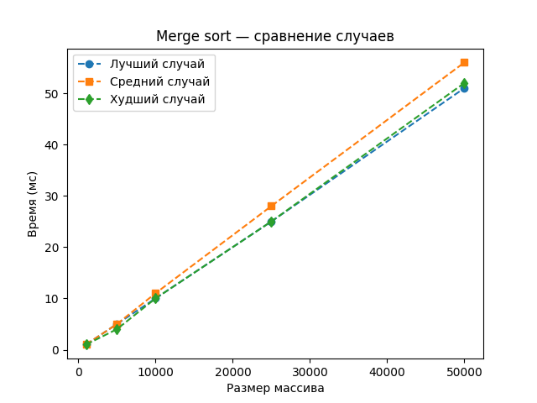 Merge sort — сравнение случаев
Лучший случай
Средний случай
Худший случай
Время (мс)
50
40
30
20
10
0
0 10000 20000 30000 40000 50000
Размер массива